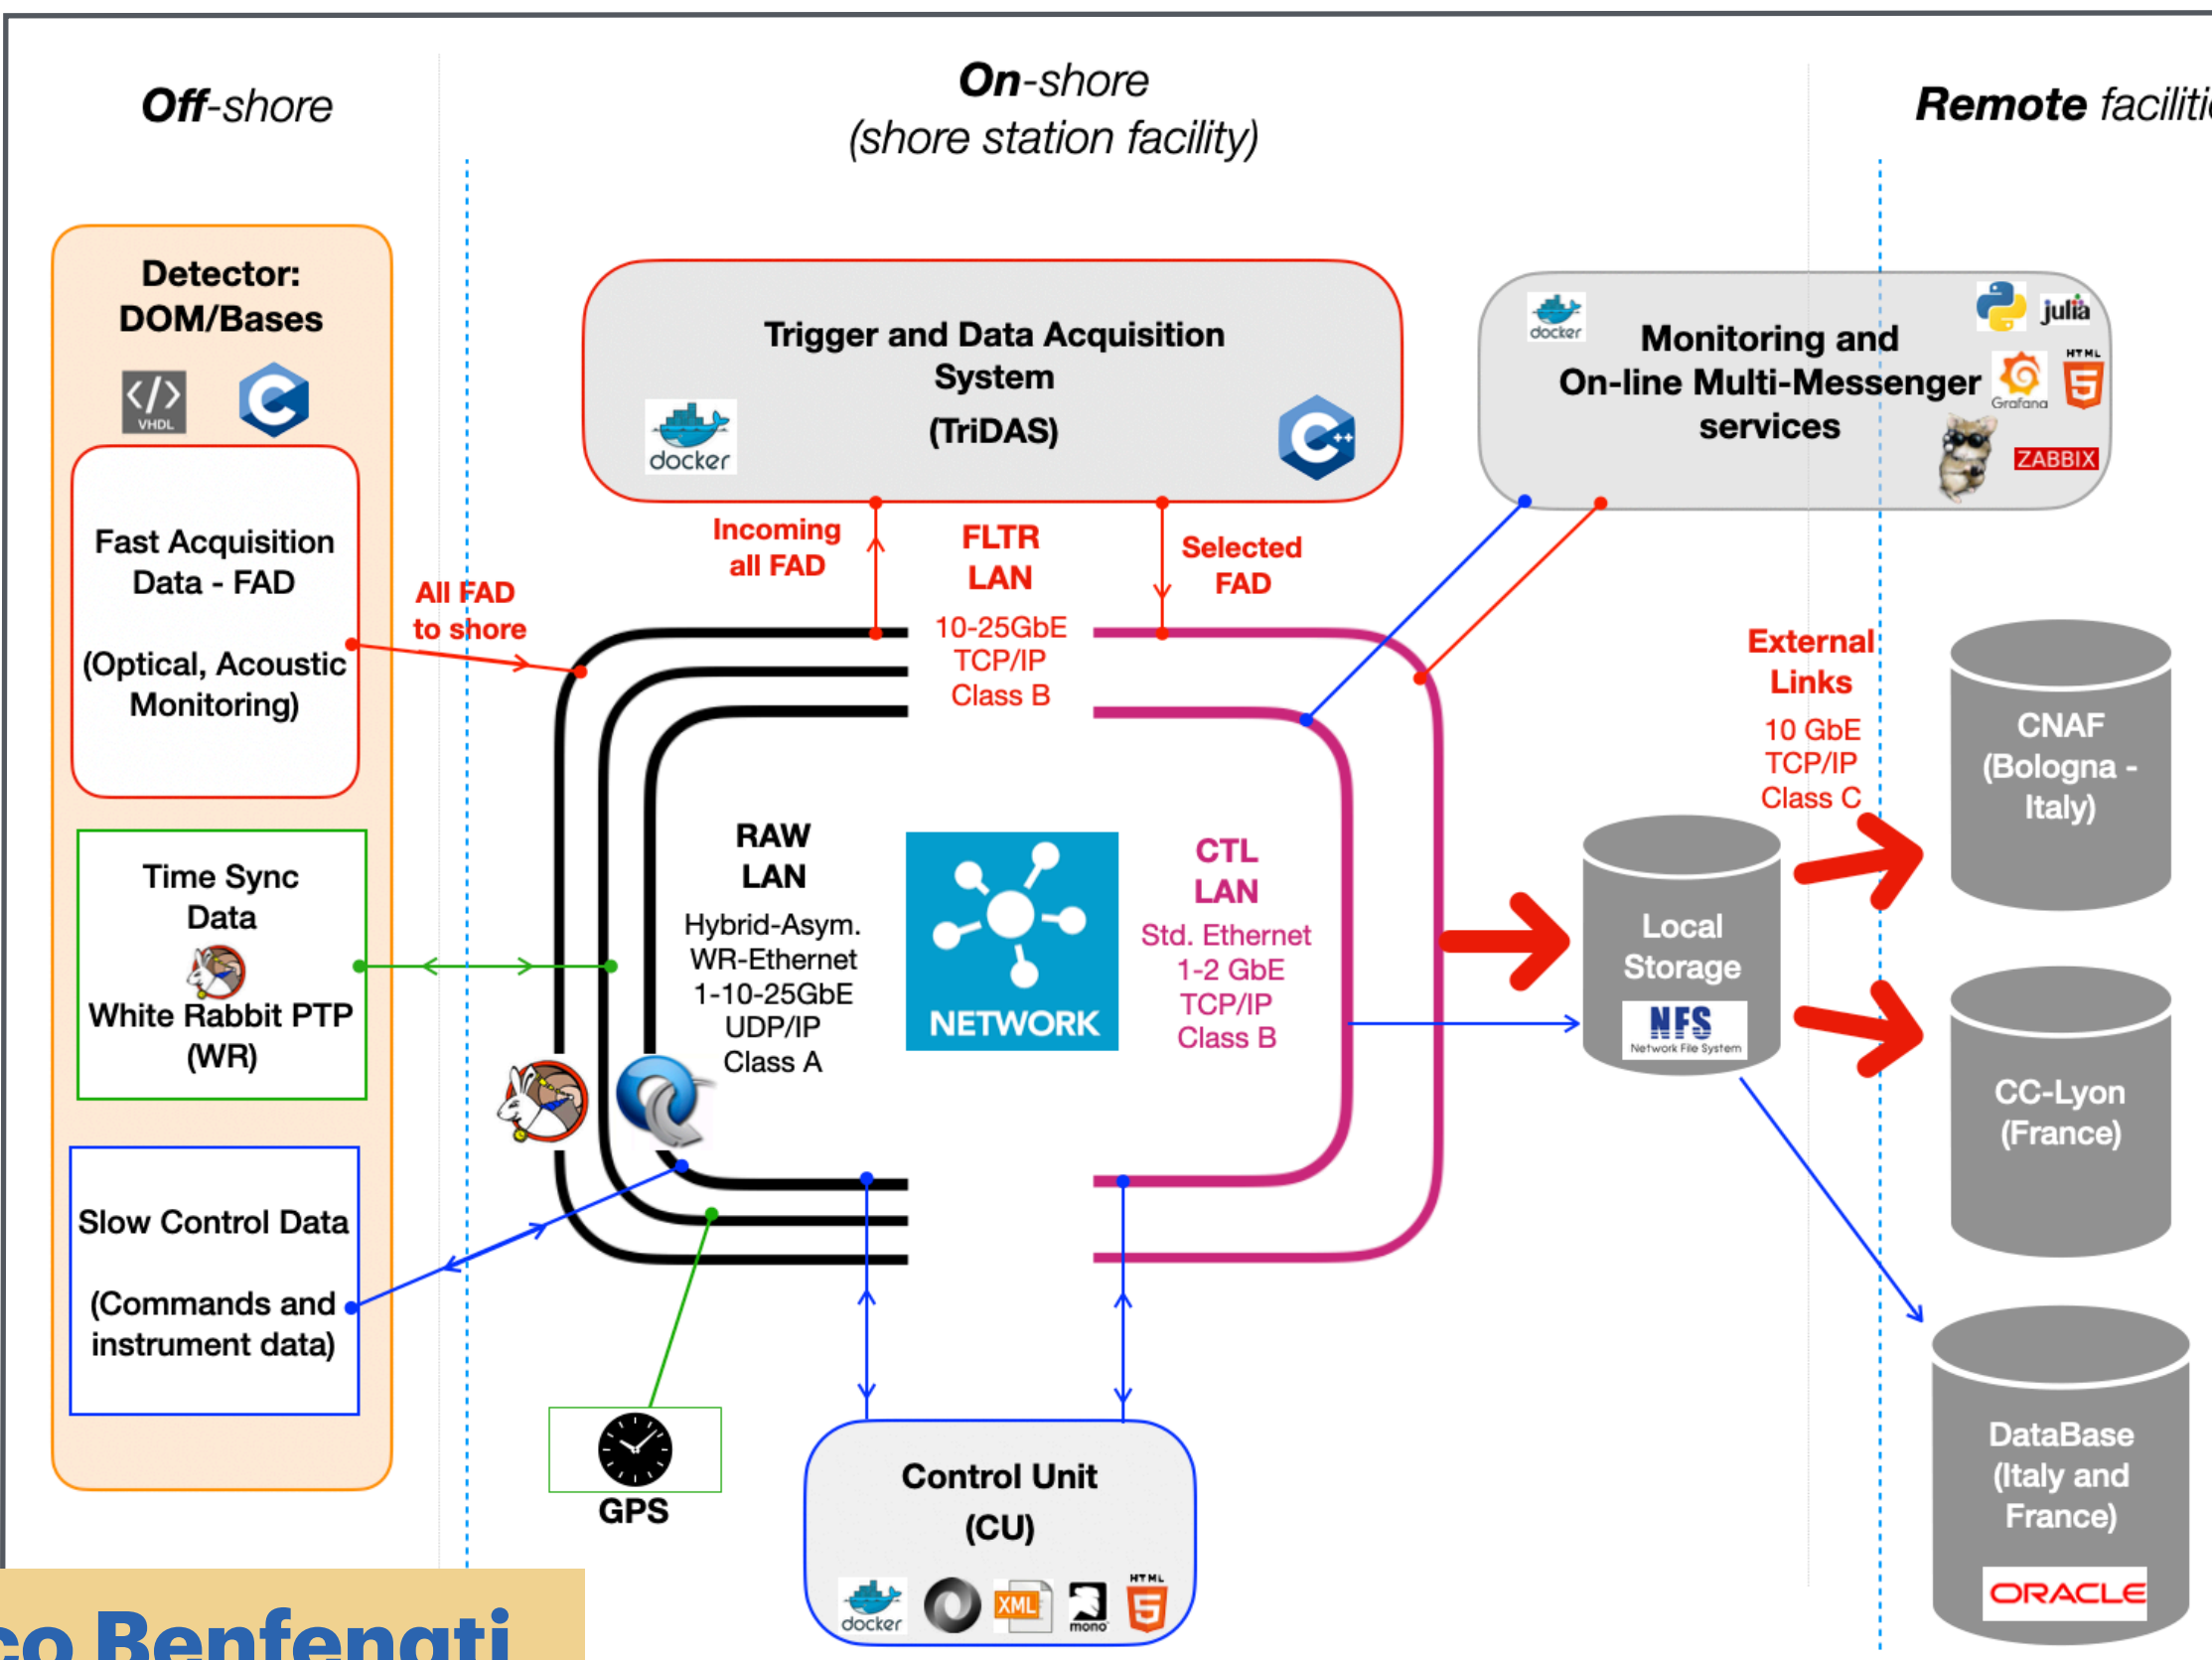 Off-shore
On-shore
(shore station facility)
Remote
Detector:
DOM/Bases
VHDL
C
Fast Acquisition
Data - FAD
(Optical, Acoustic
Monitoring)
All FAD
to shore
Time Sync
Data
White Rabbit PTP
(WR)
Slow Control Data
(Commands and
instrument data)
Trigger and Data Acquisition
System
(TriDAS)
docker
C++
Incoming
all FAD
FLTR
LAN
10-25GbE
TCP/IP
Class B
Selected
FAD
docker
Monitoring and
On-line Multi-Messenger
services
julia
Grafana
HTML
5
ZABBIX
RAW
LAN
Hybrid-Asym.
WR-Ethernet
1-10-25GbE
UDP/IP
Class A
NETWORK
CTL
LAN
Std. Ethernet
1-2 GbE
TCP/IP
Class B
External
Links
10 GbE
TCP/IP
Class C
Local
Storage
NFS
Network File System
CNAF
(Bologna -
Italy)
CC-Lyon
(France)
DataBase
(Italy and
France)
ORACLE
GPS
Control Unit
(CU)
docker
XML
mono
HTML
5
Benfenati